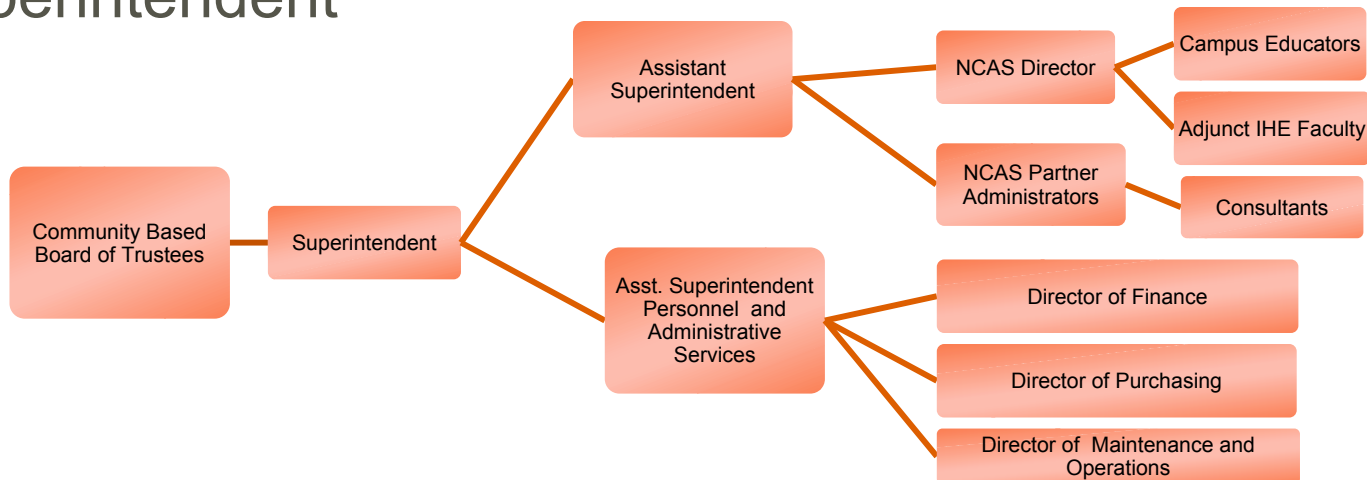 Assistant
Superintendent
NCAS Director
Campus Educators
Adjunct IHE Faculty
NCAS Partner
Administrators
Consultants
Community Based
Board of Trustees
Superintendent
Asst. Superintendent
Personnel and
Administrative
Services
Director of Finance
Director of Purchasing
Director of Maintenance and
Operations